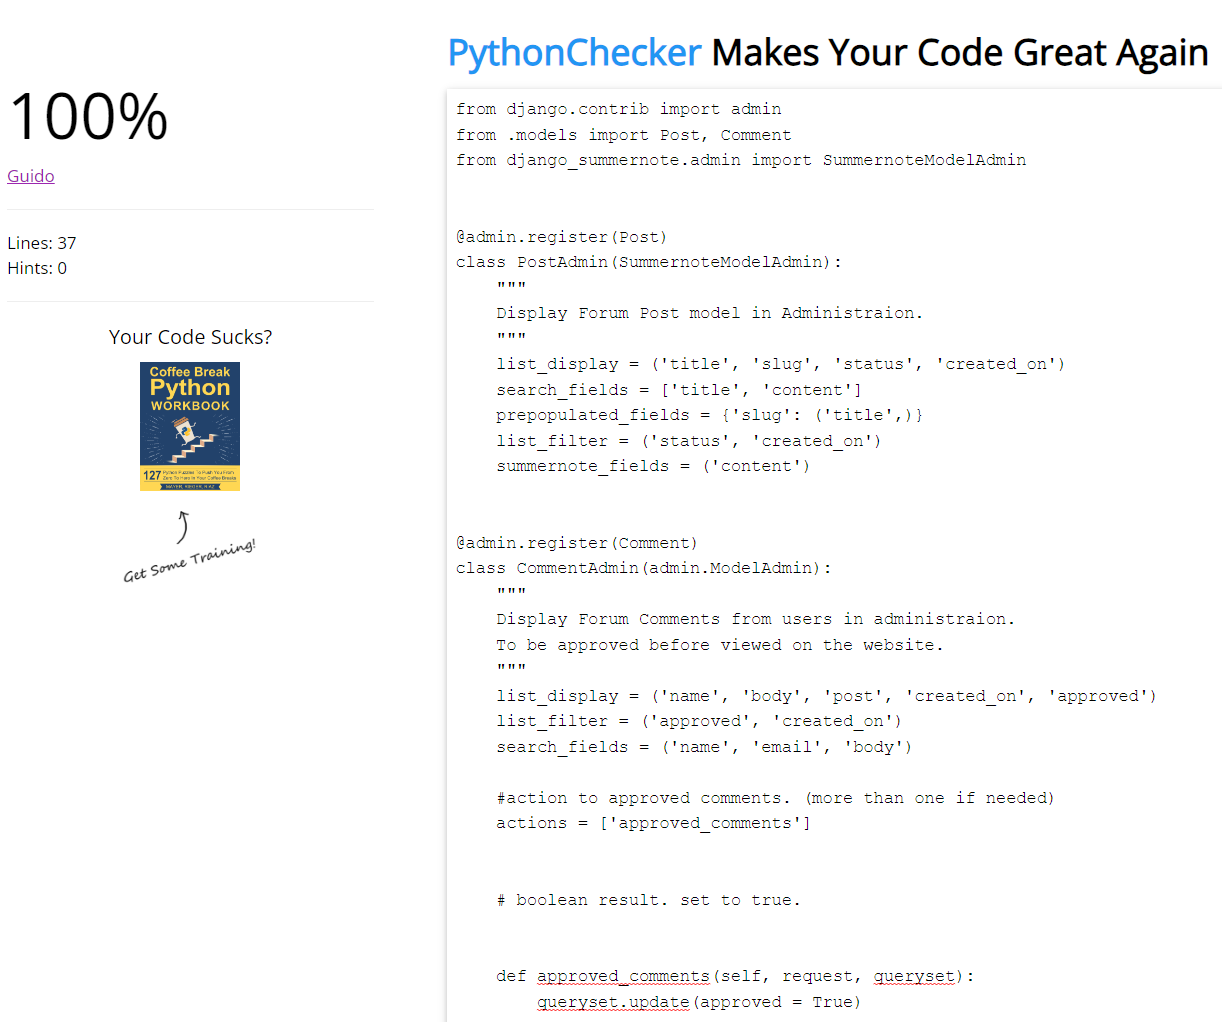 PythonChecker Makes Your Code Great Again
100%
Guido
Lines: 37
Hints: 0
Your Code Sucks?
Coffee Break
Python
WORKBOOK
127
Get Some Training!
from django.contrib import admin
from .models import Post, Comment
from django_summernote.admin import SummernoteModelAdmin
@admin.register(Post)
class PostAdmin(SummernoteModelAdmin):
"""
Display Forum Post model in Administraion.
"""
list_display = ('title', 'slug', 'status', 'created_on')
search_fields = ['title', 'content']
prepopulated_fields = {'slug': ('title',)}
list_filter = ('status', 'created_on')
summernote_fields = ('content')
@admin.register(Comment)
class CommentAdmin(admin.ModelAdmin):
"""
Display Forum Comments from users in administraion.
To be approved before viewed on the website.
"""
list_display = ('name', 'body', 'post', 'created_on', 'approved')
list_filter = ('approved', 'created_on')
search_fields = ('name', 'email', 'body')
#action to approved comments. (more than one if needed)
actions = ['approved_comments']
# boolean result. set to true.
def approved_comments(self, request, queryset):
queryset.update(approved = True)